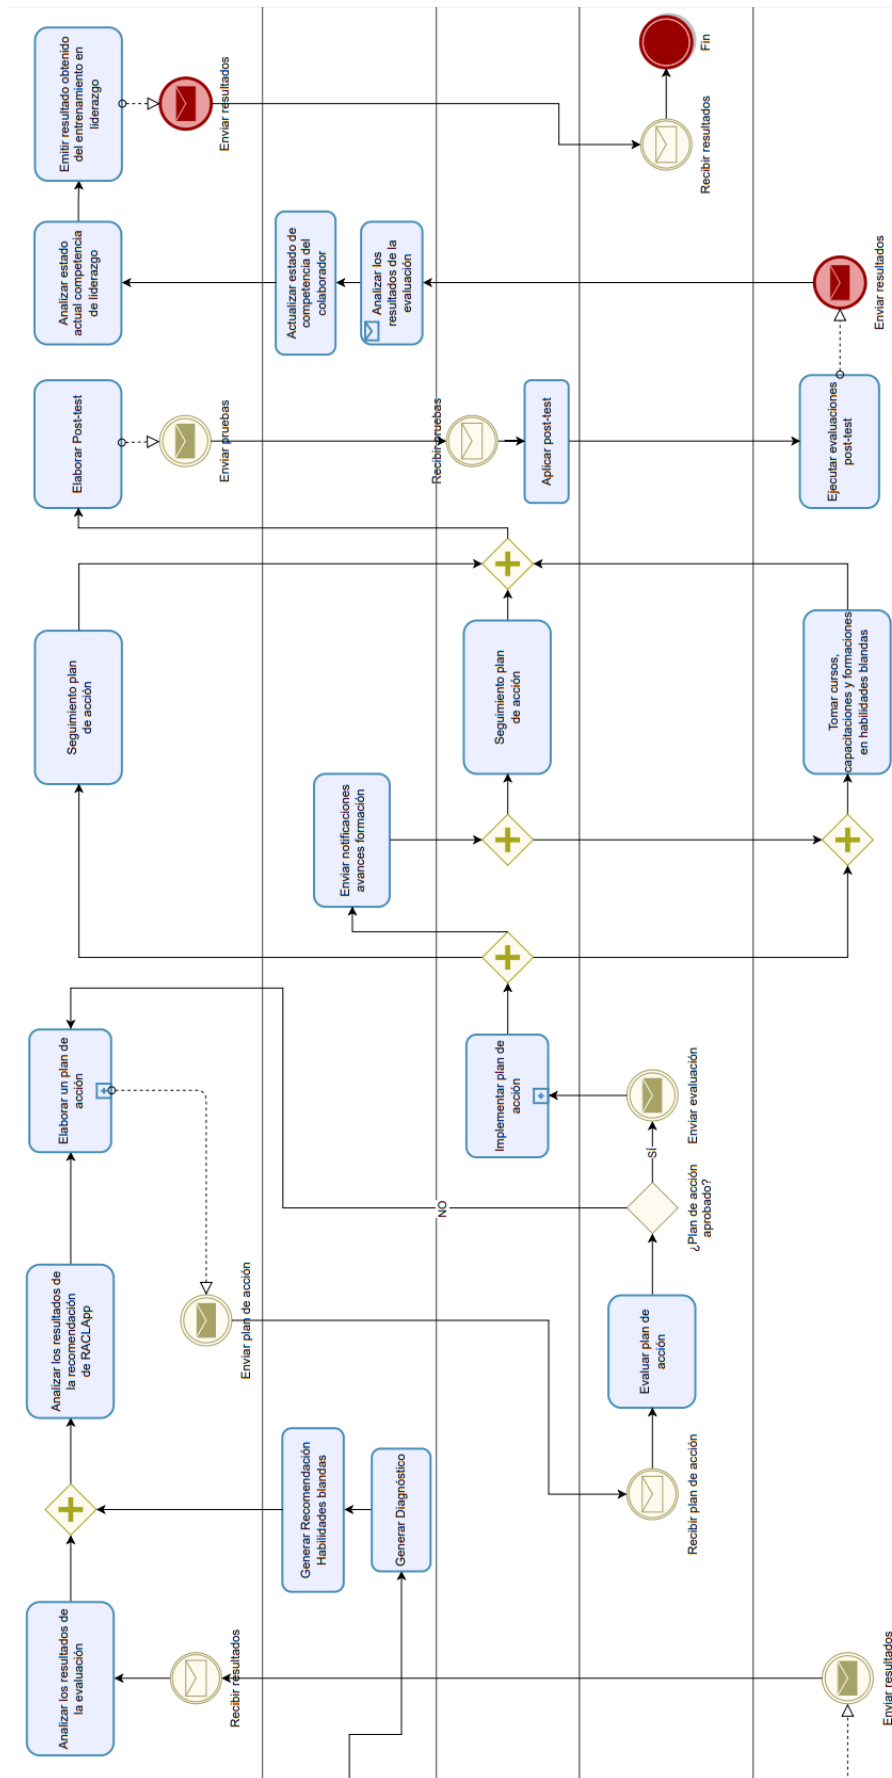 Analizar los resultados de
la evaluación
Recibir resultados
Enviar resultados
Generar Diagnóstico
Generar Recomendación
Habilidades blandas
Analizar los resultados de
la recomendación
de RACLApp
Enviar plan de acción
Recibir plan de acción
Evaluar plan de
acción
¿Plan de acción
aprobado?
NO
SÍ
Enviar evaluación
Elaborar un plan de
acción
Implementar plan de
acción
Enviar notificaciones
avances formación
Seguimiento plan
de acción
Seguimiento plan
de acción
Tomar cursos,
capacitaciones y formaciones
en habilidades blandas
Elaborar Post-test
Enviar pruebas
Recibir pruebas
Aplicar post-test
Ejecutar evaluaciones
post-test
Enviar resultados
Analizar los
resultados de la
evaluación
Actualizar estado de
competencia del
colaborador
Analizar estado
actual competencia
de liderazgo
Emitir resultado obtenido
del entrenamiento en
liderazgo
Enviar resultados
Recibir resultados
Fin